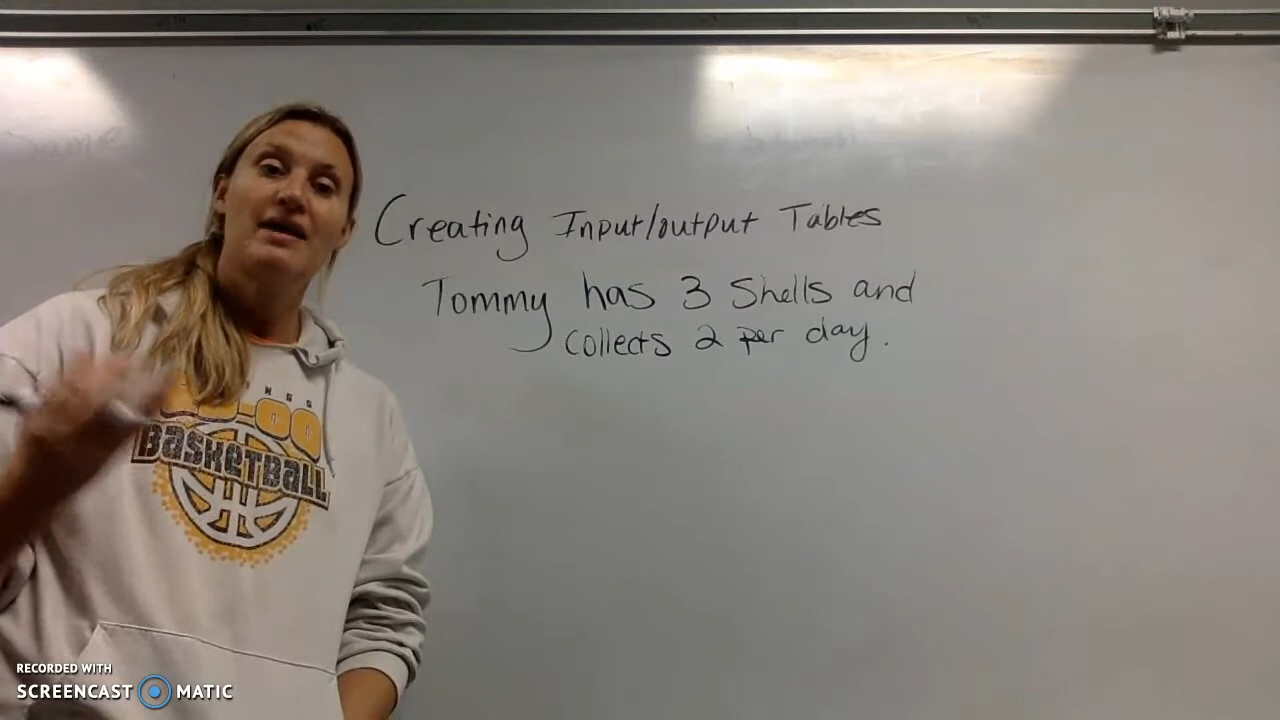 Creating Input/output Tables
Tommy has 3 Shells and
collects 2 per day.
BasketBall
RECORDED WITH
SCREENCAST MATIC